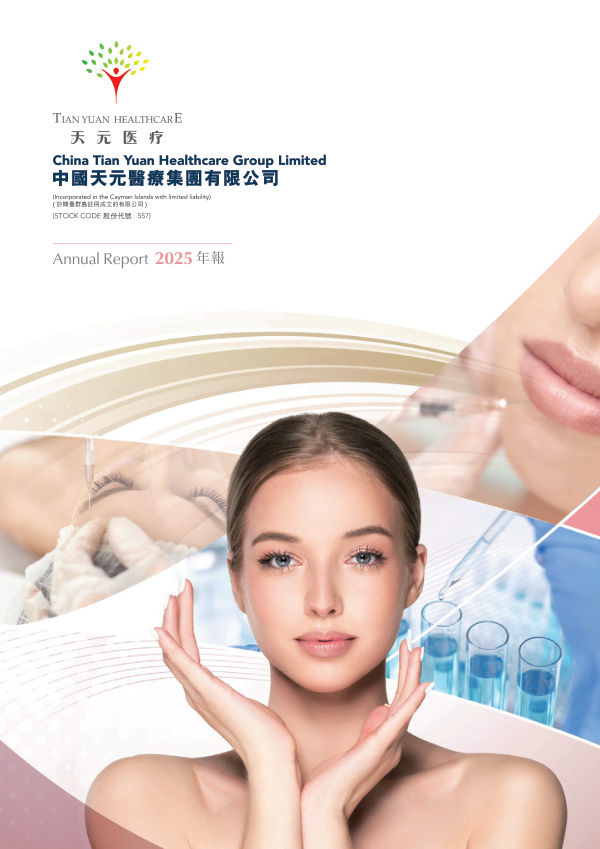 TIAN YUAN HEALTHCARE
天元医疗
China Tian Yuan Healthcare Group Limited
中國天元醫療集團有限公司
(Incorporated in the Cayman Islands with limited liability)
(於開曼群島註冊成立的有限公司)
(STOCK CODE 股份代號 : 557)
Annual Report 2025 年報